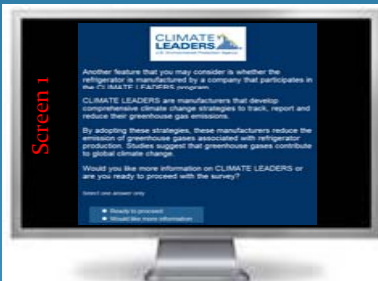 Screen 1
CLIMATE
LEADERS
U.S. Environmental Protection Agency
Another feature that you may consider is whether the
refrigerator is manufactured by a company that participates in
the CLIMATE LEADERS program.
CLIMATE LEADERS are manufacturers that develop
comprehensive climate change strategies to track, report and
reduce their greenhouse gas emissions.
By adopting these strategies, these manufacturers reduce the
emission of greenhouse gases associated with refrigerator
production. Studies suggest that greenhouse gases contribute
to global climate change.
Would you like more information on CLIMATE LEADERS or
are you ready to proceed with the survey?
Select one answer only
Ready to proceed
Would like more information